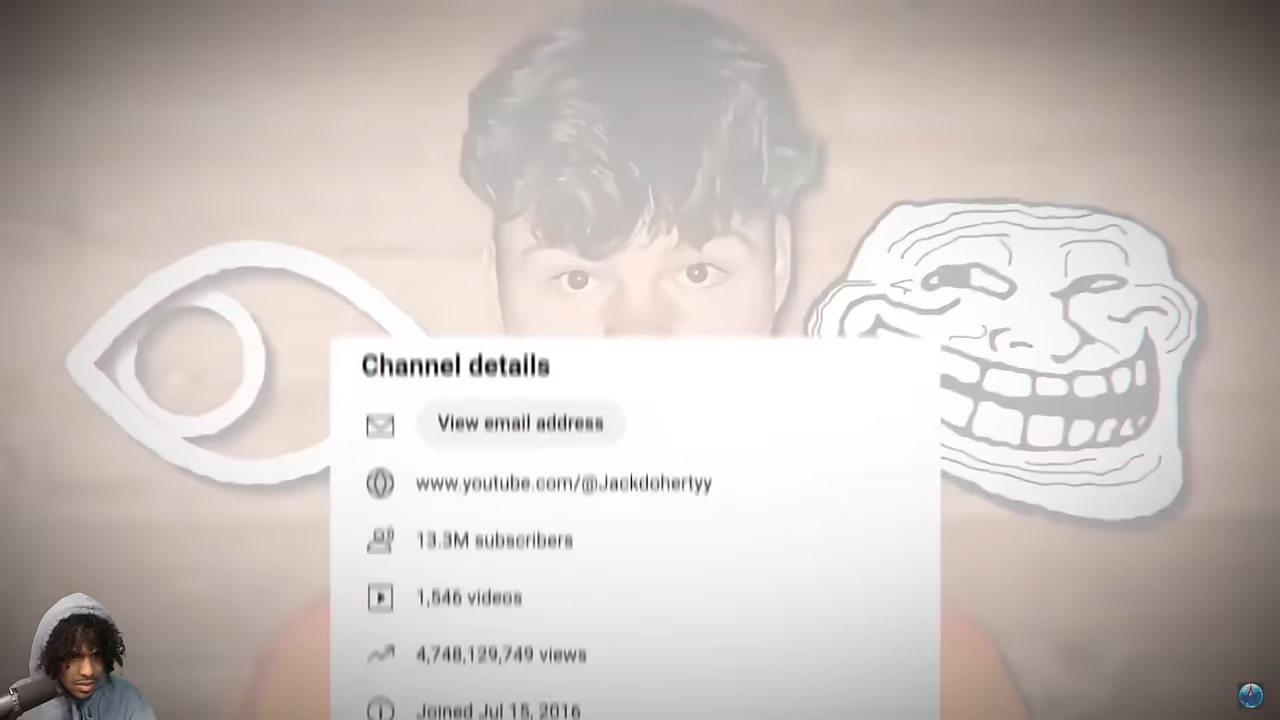 Channel details
View email address
www.youtube.com/@Jackdohertyy
13.3M subscribers
1,546 videos
4,748,129,749 views
Joined Jul 15, 2016